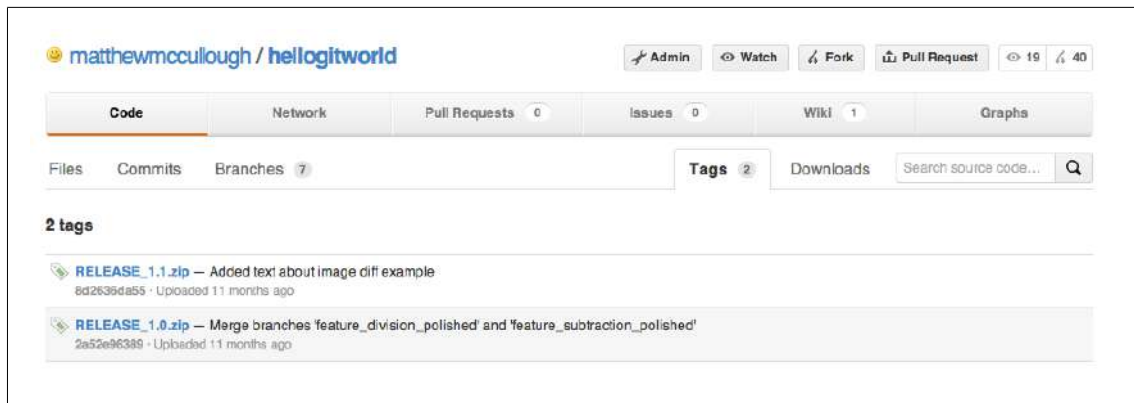 matthewmccullough / hellogitworld
Admin Watch Fork Pull Request 19 40
Code Network Pull Requests 0 Issues 0 Wiki 1 Graphs
Files Commits Branches 7 Tags 2 Downloads Search source code...
2 tags
RELEASE_1.1.zip — Added text about image diff example
8d2636da55 · Uploaded 11 months ago
RELEASE_1.0.zip — Merge branches 'feature_division_polished' and 'feature_subtraction_polished'
2a52e96389 · Uploaded 11 months ago